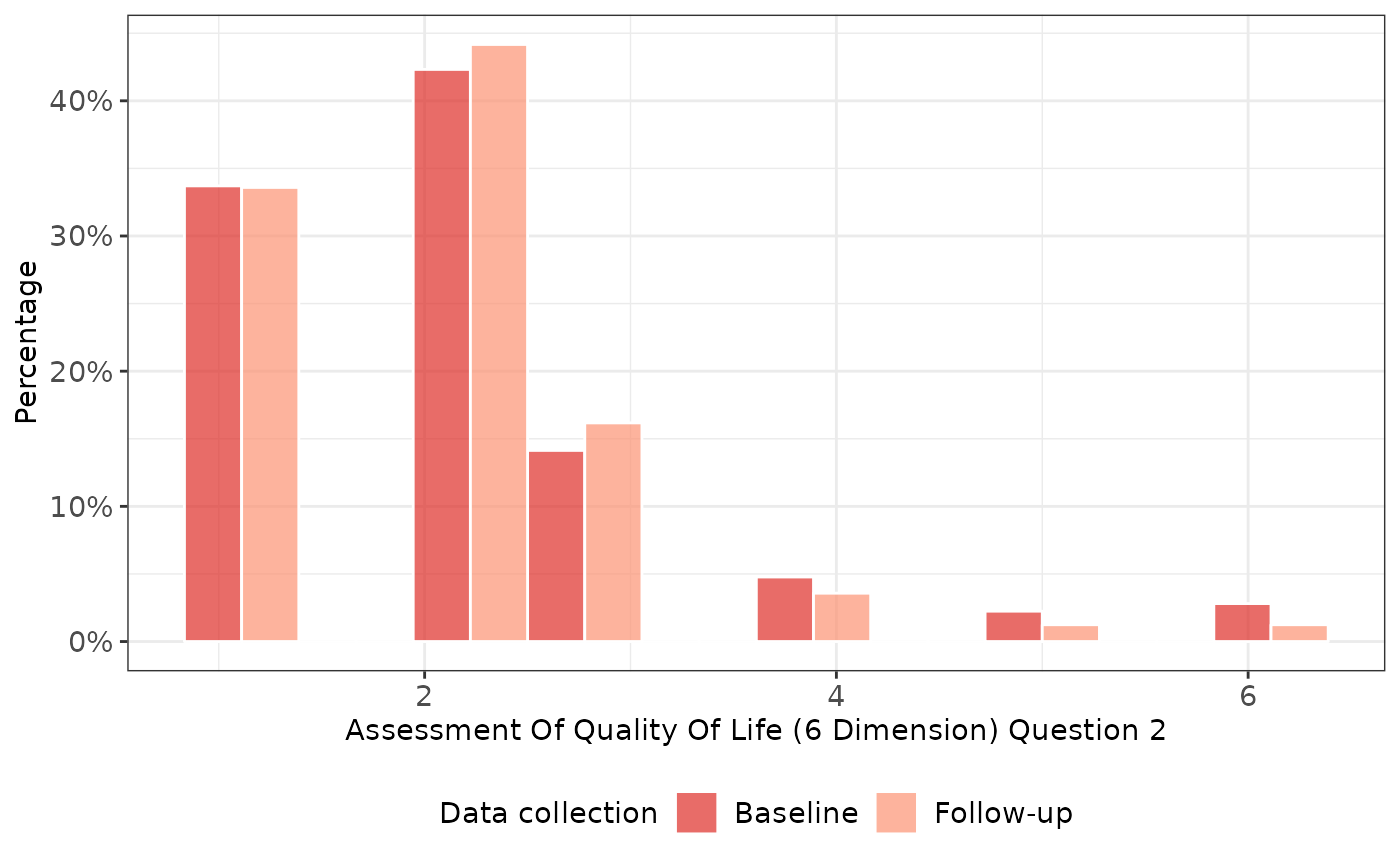 Percentage
40%
30%
20%
10%
0%
2 4 6
Assessment Of Quality Of Life (6 Dimension) Question 2
Data collection Baseline Follow-up